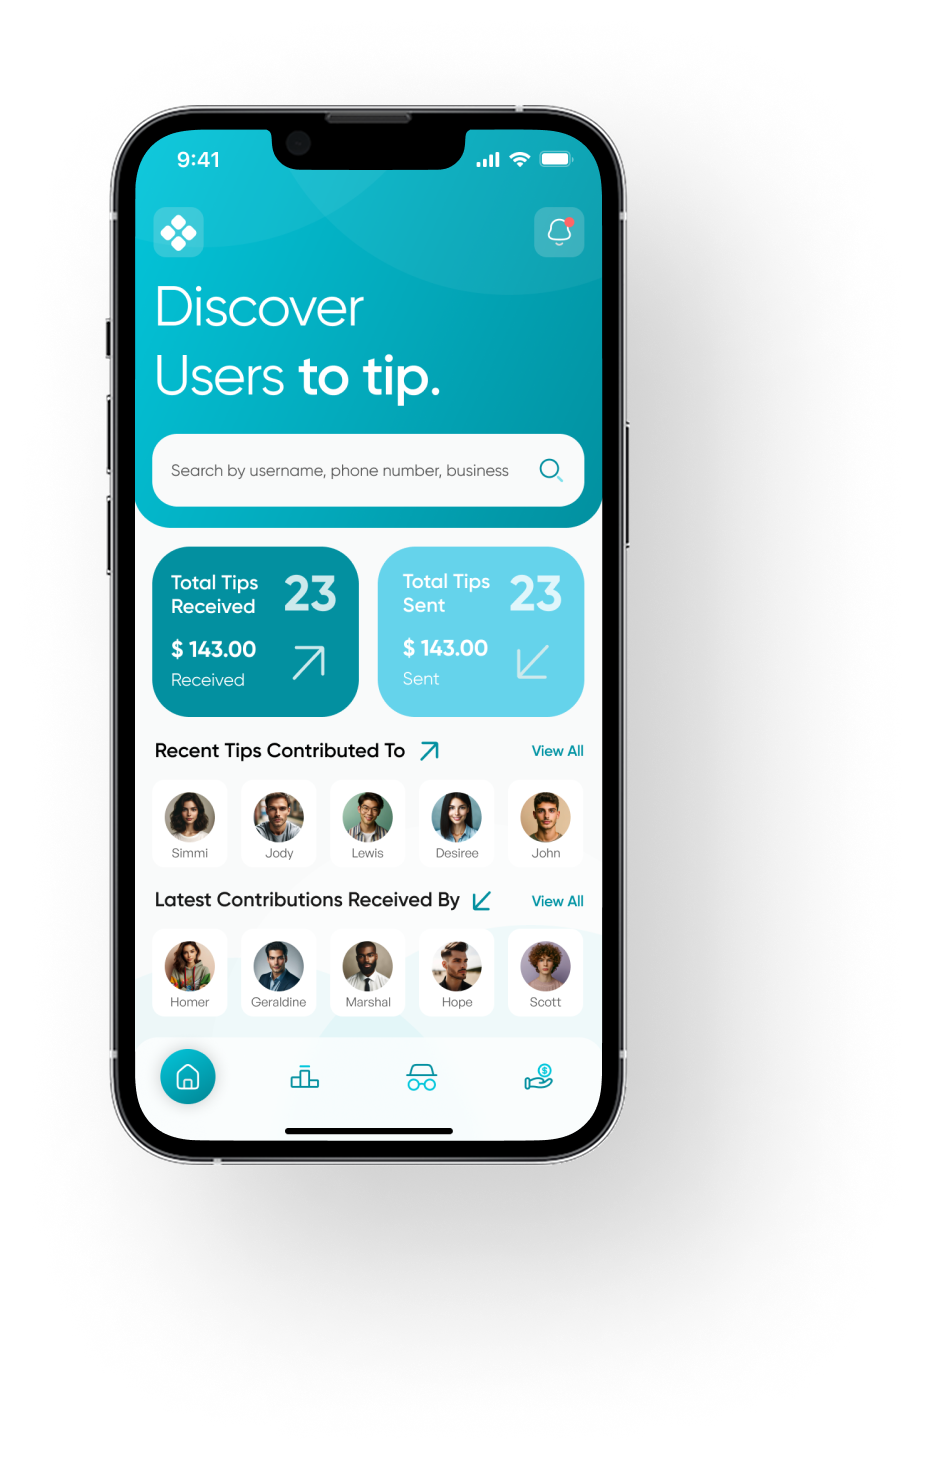 9:41
Discover
Users to tip.
Search by username, phone number, business
Total Tips
Received
23
$ 143.00
Received
Total Tips
Sent
23
$ 143.00
Sent
Recent Tips Contributed To
View All
Simmi
Jody
Lewis
Desiree
John
Latest Contributions Received By
View All
Homer
Geraldine
Marshal
Hope
Scott
$